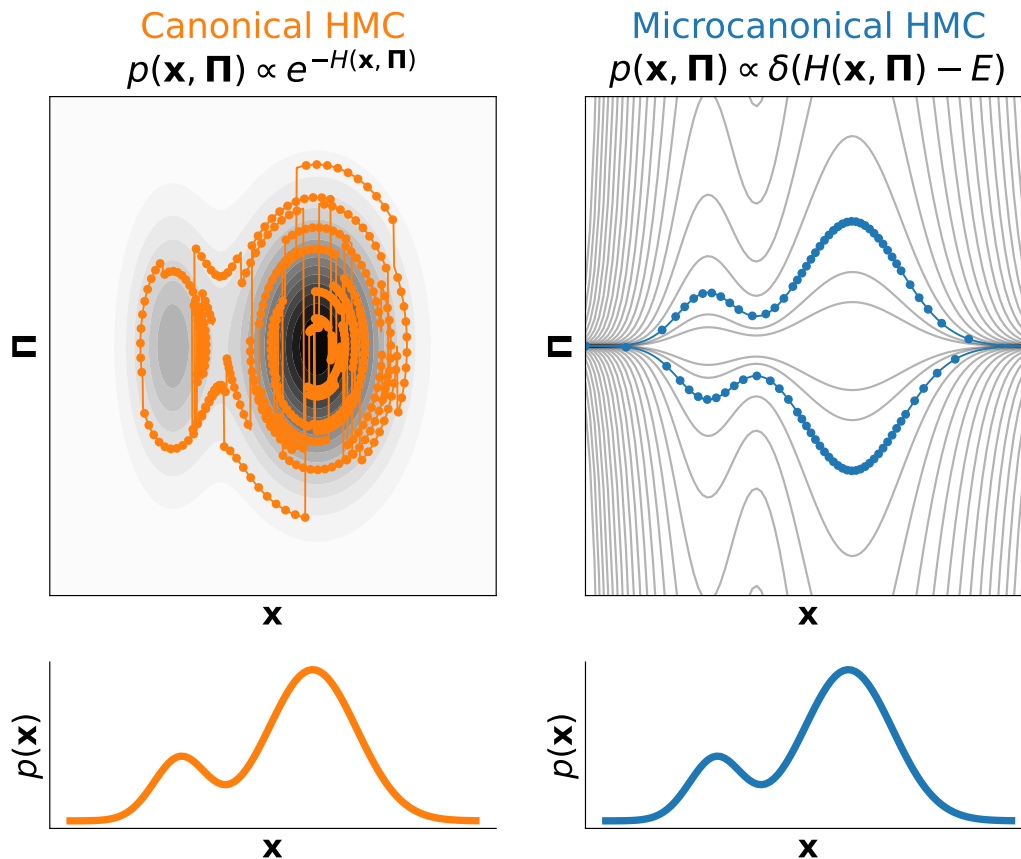 Canonical HMC
p(x, Π) ∝ e^{−H(x, Π)}
Microcanonical HMC
p(x, Π) ∝ δ(H(x, Π) − E)
Π
x
Π
x
p(x)
x
p(x)
x